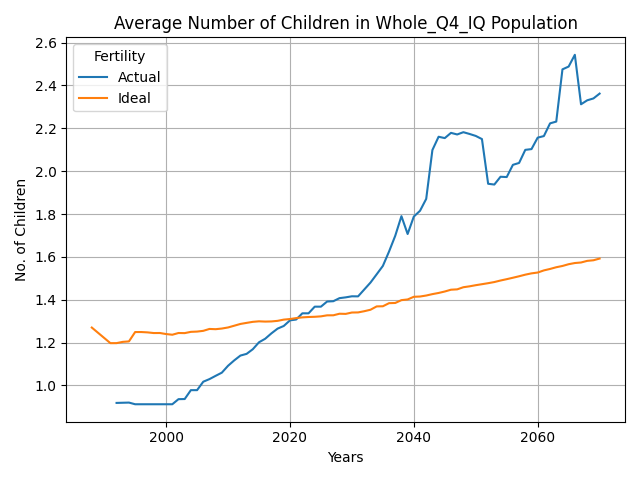 Average Number of Children in Whole_Q4_IQ Population
Fertility
Actual
Ideal
No. of Children
2.6
2.4
2.2
2.0
1.8
1.6
1.4
1.2
1.0
2000
2020
2040
2060
Years